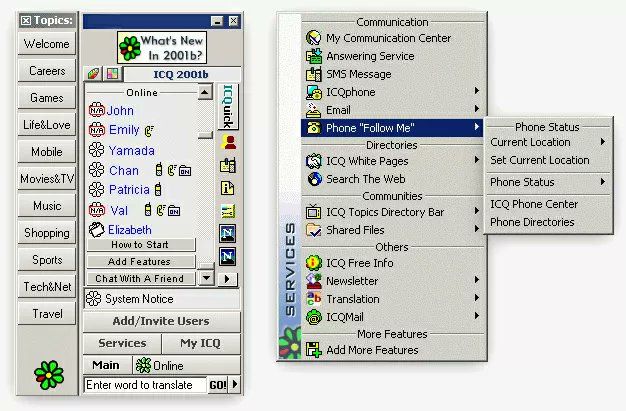 Topics:
Welcome
Careers
Games
Life&Love
Mobile
Movies&TV
Music
Shopping
Sports
Tech&Net
Travel
What's New
In 2001b?
ICQ 2001b
Online
N/A John
N/A Emily
Yamada
Chan ON
Patricia
N/A Val ON
Elizabeth
How to Start
Add Features
Chat With A Friend
ICQuick
N
N
System Notice
Add/Invite Users
Services
My ICQ
Main
Online
Enter word to translate
GO!
SERVICES
Communication
My Communication Center
Answering Service
SMS Message
ICQphone
Email
Phone "Follow Me"
Directories
ICQ White Pages
Search The Web
Communities
ICQ Topics Directory Bar
Shared Files
Others
ICQ Free Info
Newsletter
Translation
ICQMail
More Features
Add More Features
Phone Status
Current Location
Set Current Location
Phone Status
ICQ Phone Center
Phone Directories